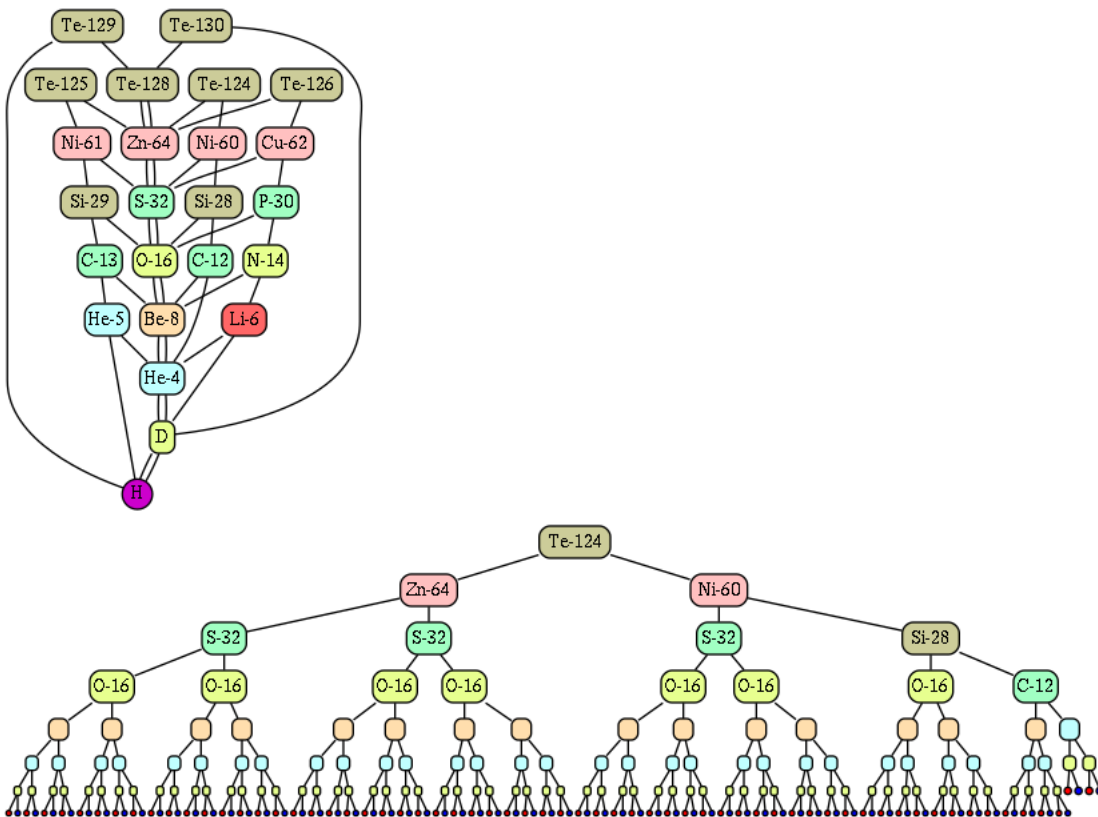 Te-129 Te-130
Te-125 Te-128 Te-124 Te-126
Ni-61 Zn-64 Ni-60 Cu-62
Si-29 S-32 Si-28 P-30
C-13 O-16 C-12 N-14
He-5 Be-8 Li-6
He-4
D
H
Te-124
Zn-64 Ni-60
S-32 S-32 S-32 Si-28
O-16 O-16 O-16 O-16 O-16 O-16 O-16 C-12